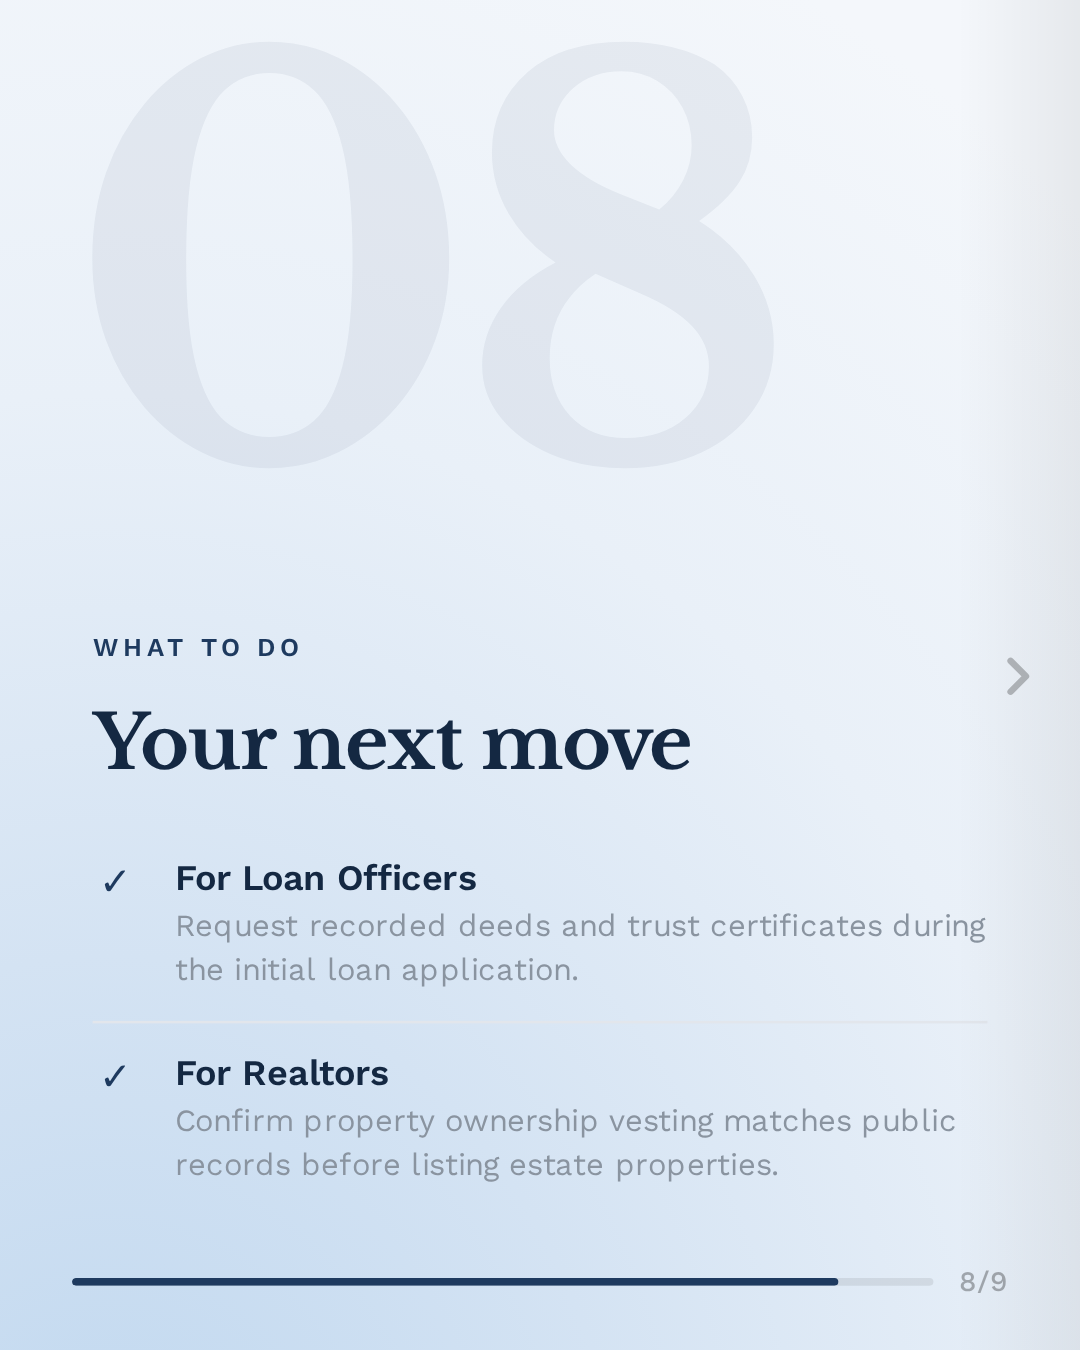 08
WHAT TO DO
Your next move
✓ For Loan Officers
Request recorded deeds and trust certificates during
the initial loan application.
✓ For Realtors
Confirm property ownership vesting matches public
records before listing estate properties.
8/9